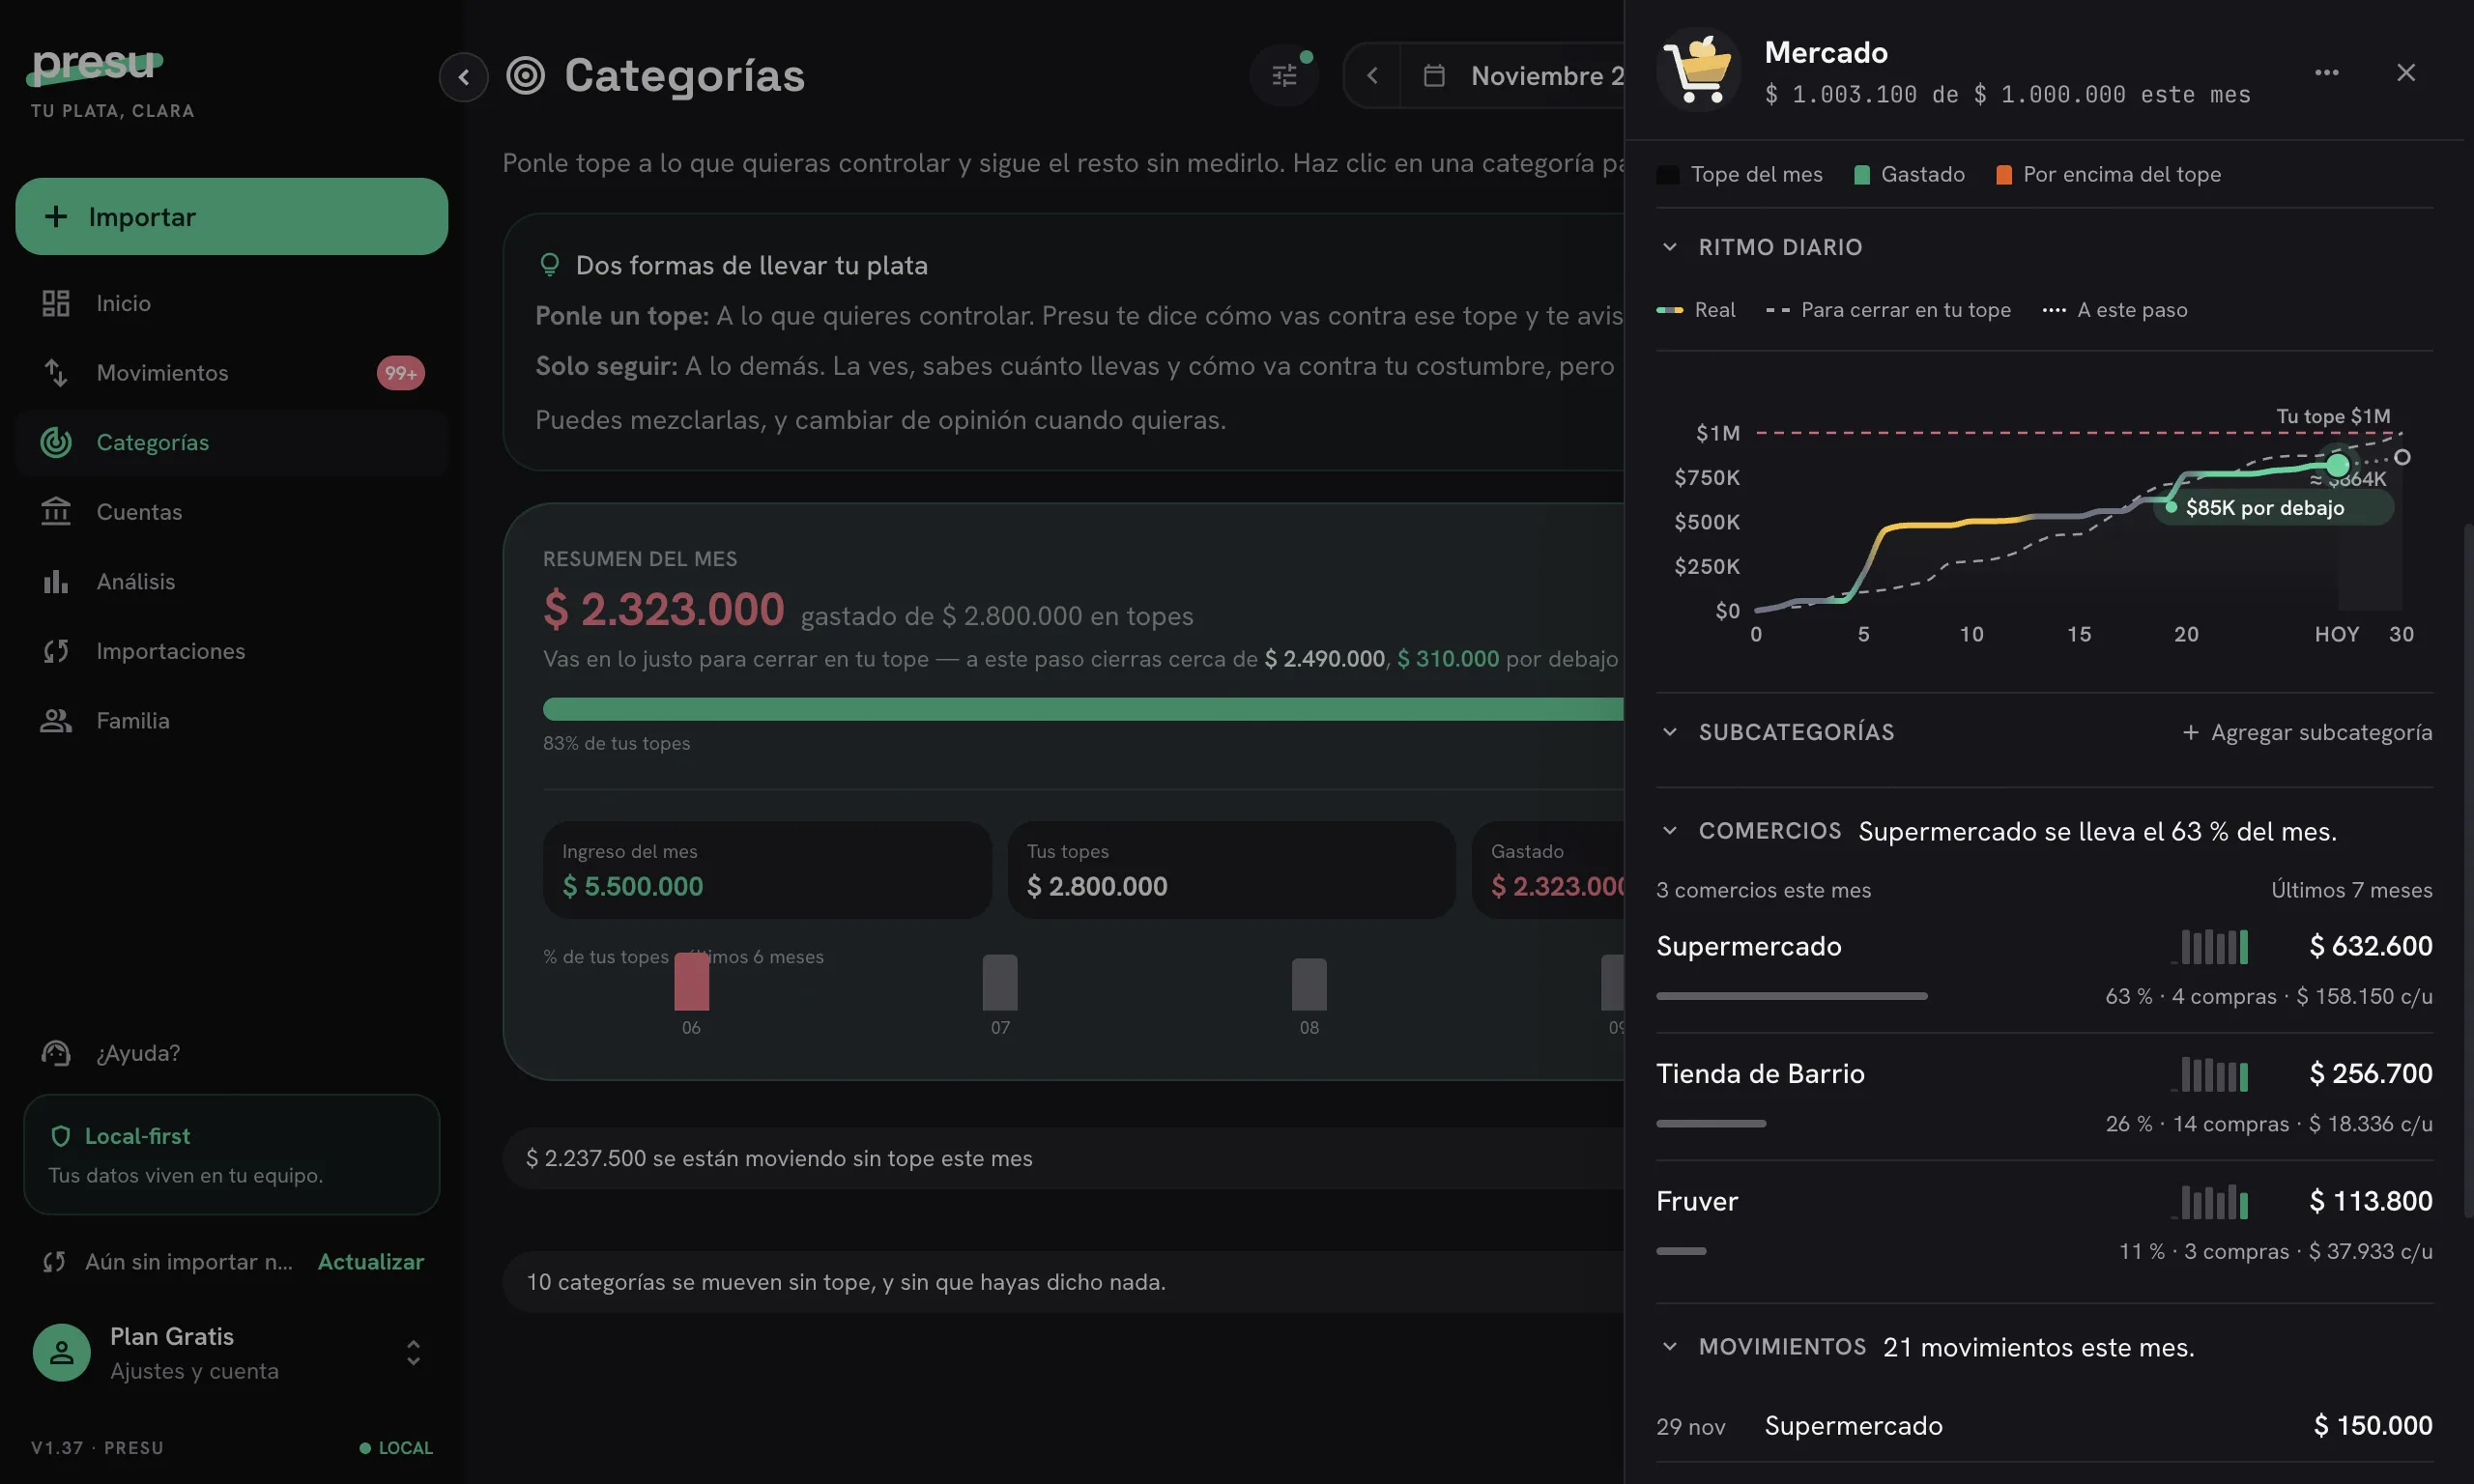 presu
TU PLATA, CLARA
Importar
Inicio
Movimientos
99+
Categorías
Cuentas
Análisis
Importaciones
Familia
¿Ayuda?
Local-first
Tus datos viven en tu equipo.
Aún sin importar n...
Actualizar
Plan Gratis
Ajustes y cuenta
V1.37 · PRESU
LOCAL
Categorías
Noviembre 2
Ponle tope a lo que quieras controlar y sigue el resto sin medirlo. Haz clic en una categoría
Dos formas de llevar tu plata
Ponle un tope: A lo que quieres controlar. Presu te dice cómo vas contra ese tope y te avis
Solo seguir: A lo demás. La ves, sabes cuánto llevas y cómo va contra tu costumbre, pero
Puedes mezclarlas, y cambiar de opinión cuando quieras.
RESUMEN DEL MES
$ 2.323.000 gastado de $ 2.800.000 en topes
Vas en lo justo para cerrar en tu tope — a este paso cierras cerca de $ 2.490.000, $ 310.000 por debajo
83% de tus topes
Ingreso del mes
$ 5.500.000
Tus topes
$ 2.800.000
Gastado
$ 2.323.000
% de tus topes últimos 6 meses
06
07
08
09
$ 2.237.500 se están moviendo sin tope este mes
10 categorías se mueven sin tope, y sin que hayas dicho nada.
Mercado
$ 1.003.100 de $ 1.000.000 este mes
Tope del mes
Gastado
Por encima del tope
RITMO DIARIO
Real
Para cerrar en tu tope
A este paso
Tu tope $1M
$1M
$750K
$500K
$250K
$0
≈ $864K
$85K por debajo
0
5
10
15
20
HOY
30
SUBCATEGORÍAS
+ Agregar subcategoría
COMERCIOS Supermercado se lleva el 63 % del mes.
3 comercios este mes
Últimos 7 meses
Supermercado
$ 632.600
63 % · 4 compras · $ 158.150 c/u
Tienda de Barrio
$ 256.700
26 % · 14 compras · $ 18.336 c/u
Fruver
$ 113.800
11 % · 3 compras · $ 37.933 c/u
MOVIMIENTOS 21 movimientos este mes.
29 nov
Supermercado
$ 150.000